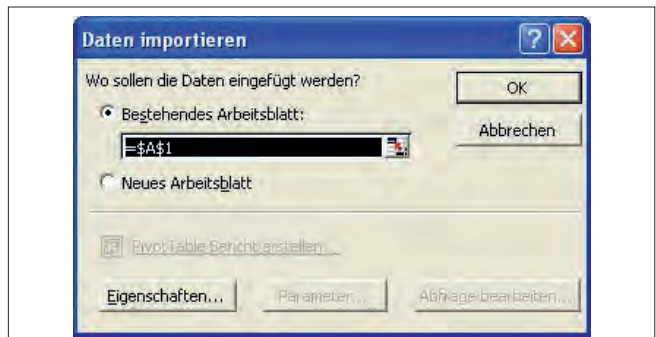 Daten importieren
Wo sollen die Daten eingefügt werden?
OK
Bestehendes Arbeitsblatt:
Abbrechen
=$A$1
Neues Arbeitsblatt
PivotTable Bericht erstellen...
Eigenschaften... Parameter... Abfrage bearbeiten...